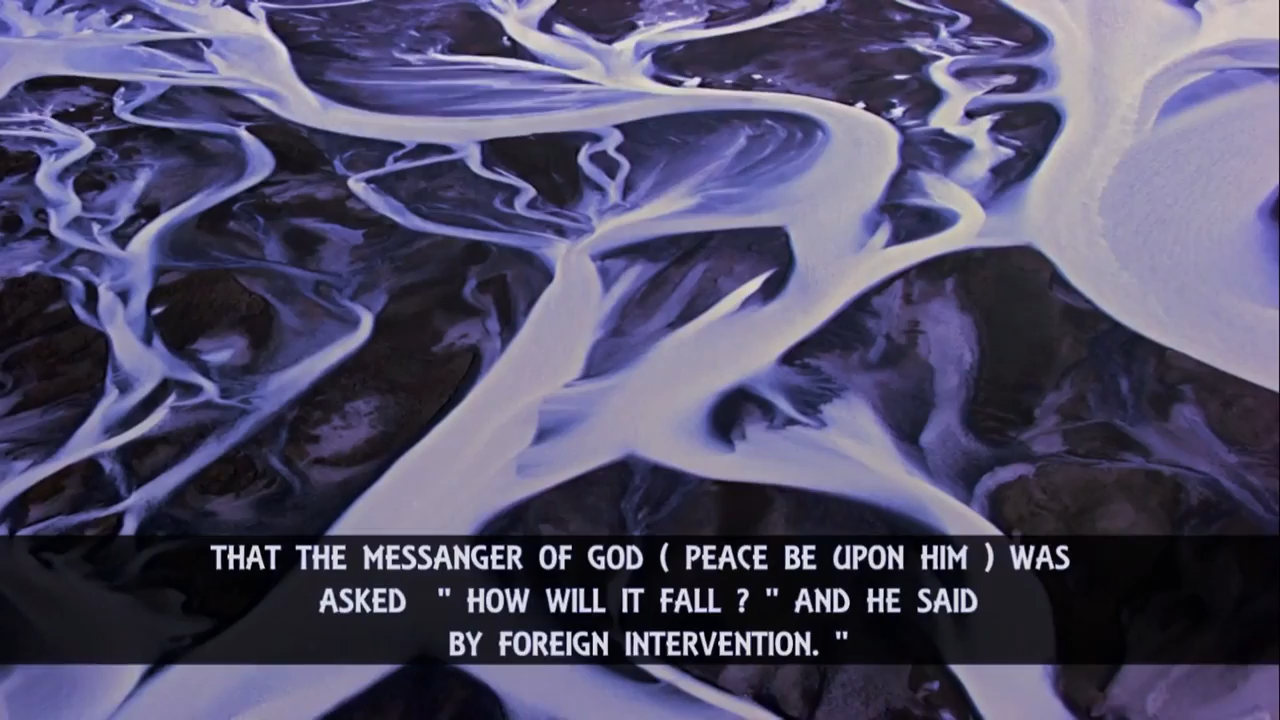 THAT THE MESSANGER OF GOD ( PEACE BE UPON HIM ) WAS
ASKED " HOW WILL IT FALL ? " AND HE SAID
BY FOREIGN INTERVENTION. "